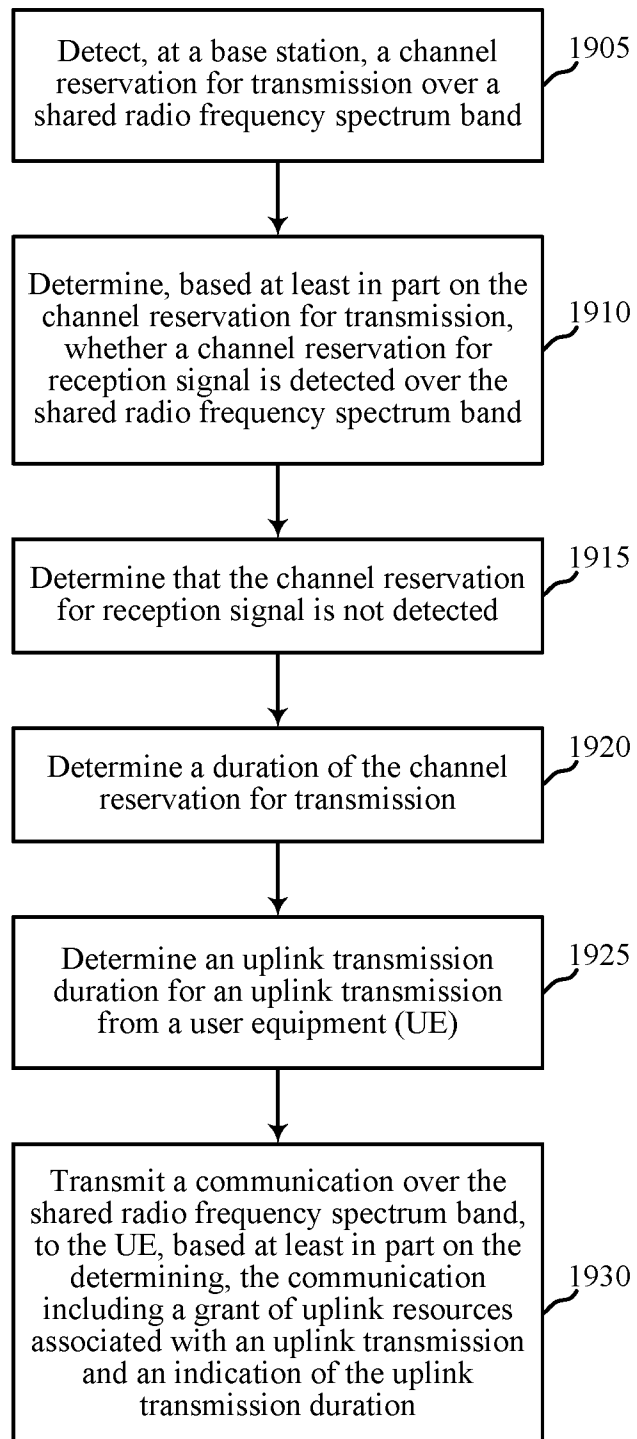 Detect, at a base station, a channel
reservation for transmission over a
shared radio frequency spectrum band
1905
Determine, based at least in part on the
channel reservation for transmission,
whether a channel reservation for
reception signal is detected over the
shared radio frequency spectrum band
1910
Determine that the channel reservation
for reception signal is not detected
1915
Determine a duration of the channel
reservation for transmission
1920
Determine an uplink transmission
duration for an uplink transmission
from a user equipment (UE)
1925
Transmit a communication over the
shared radio frequency spectrum band,
to the UE, based at least in part on the
determining, the communication
including a grant of uplink resources
associated with an uplink transmission
and an indication of the uplink
transmission duration
1930